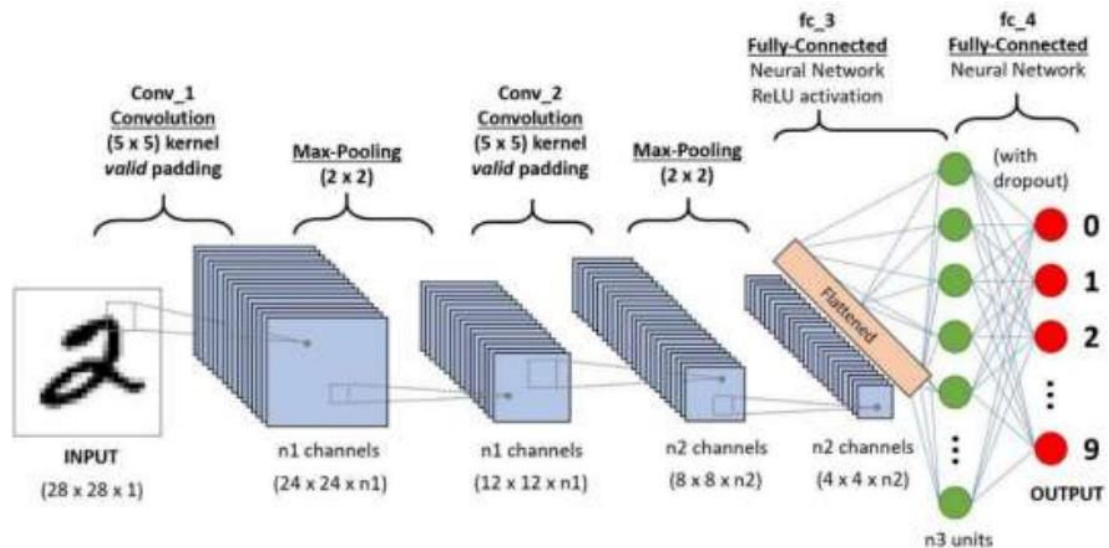 Conv_1
Convolution
(5 x 5) kernel
valid padding
Max-Pooling
(2 x 2)
Conv_2
Convolution
(5 x 5) kernel
valid padding
Max-Pooling
(2 x 2)
fc_3
Fully-Connected
Neural Network
ReLU activation
fc_4
Fully-Connected
Neural Network
(with
dropout)
Flattened
0
1
2
9
OUTPUT
2
INPUT
(28 x 28 x 1)
n1 channels
(24 x 24 x n1)
n1 channels
(12 x 12 x n1)
n2 channels
(8 x 8 x n2)
n2 channels
(4 x 4 x n2)
n3 units